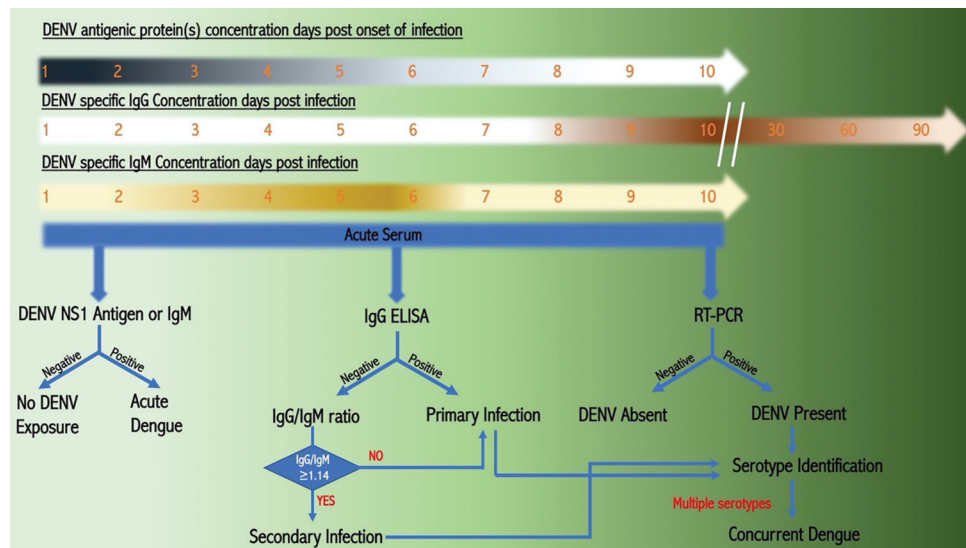 DENV antigenic protein(s) concentration days post onset of infection
1 2 3 4 5 6 7 8 9 10
DENV specific IgG Concentration days post infection
1 2 3 4 5 6 7 8 9 10 30 60 90
DENV specific IgM Concentration days post infection
1 2 3 4 5 6 7 8 9 10
Acute Serum
DENV NS1 Antigen or IgM
IgG ELISA
RT-PCR
Negative
Positive
Negative
Positive
Negative
Positive
No DENV
Exposure
Acute
Dengue
IgG/IgM ratio
Primary Infection
DENV Absent
DENV Present
IgG/IgM
≥1.14
NO
YES
Serotype Identification
Multiple serotypes
Secondary Infection
Concurrent Dengue